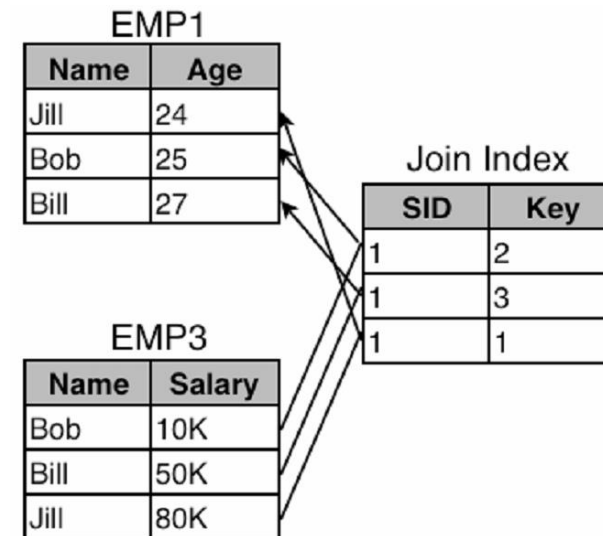 EMP1
Name Age
Jill 24
Bob 25
Bill 27
Join Index
SID Key
1 2
1 3
1 1
EMP3
Name Salary
Bob 10K
Bill 50K
Jill 80K